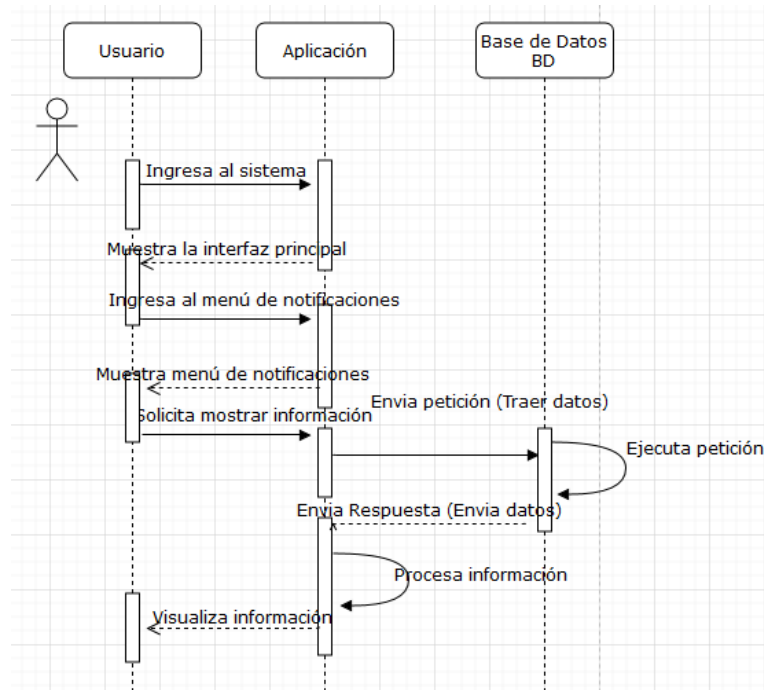 Usuario
Aplicación
Base de Datos
BD
Ingresa al sistema
Muestra la interfaz principal
Ingresa al menú de notificaciones
Muestra menú de notificaciones
Solicita mostrar información
Envia petición (Traer datos)
Ejecuta petición
Envia Respuesta (Envia datos)
Procesa información
Visualiza información